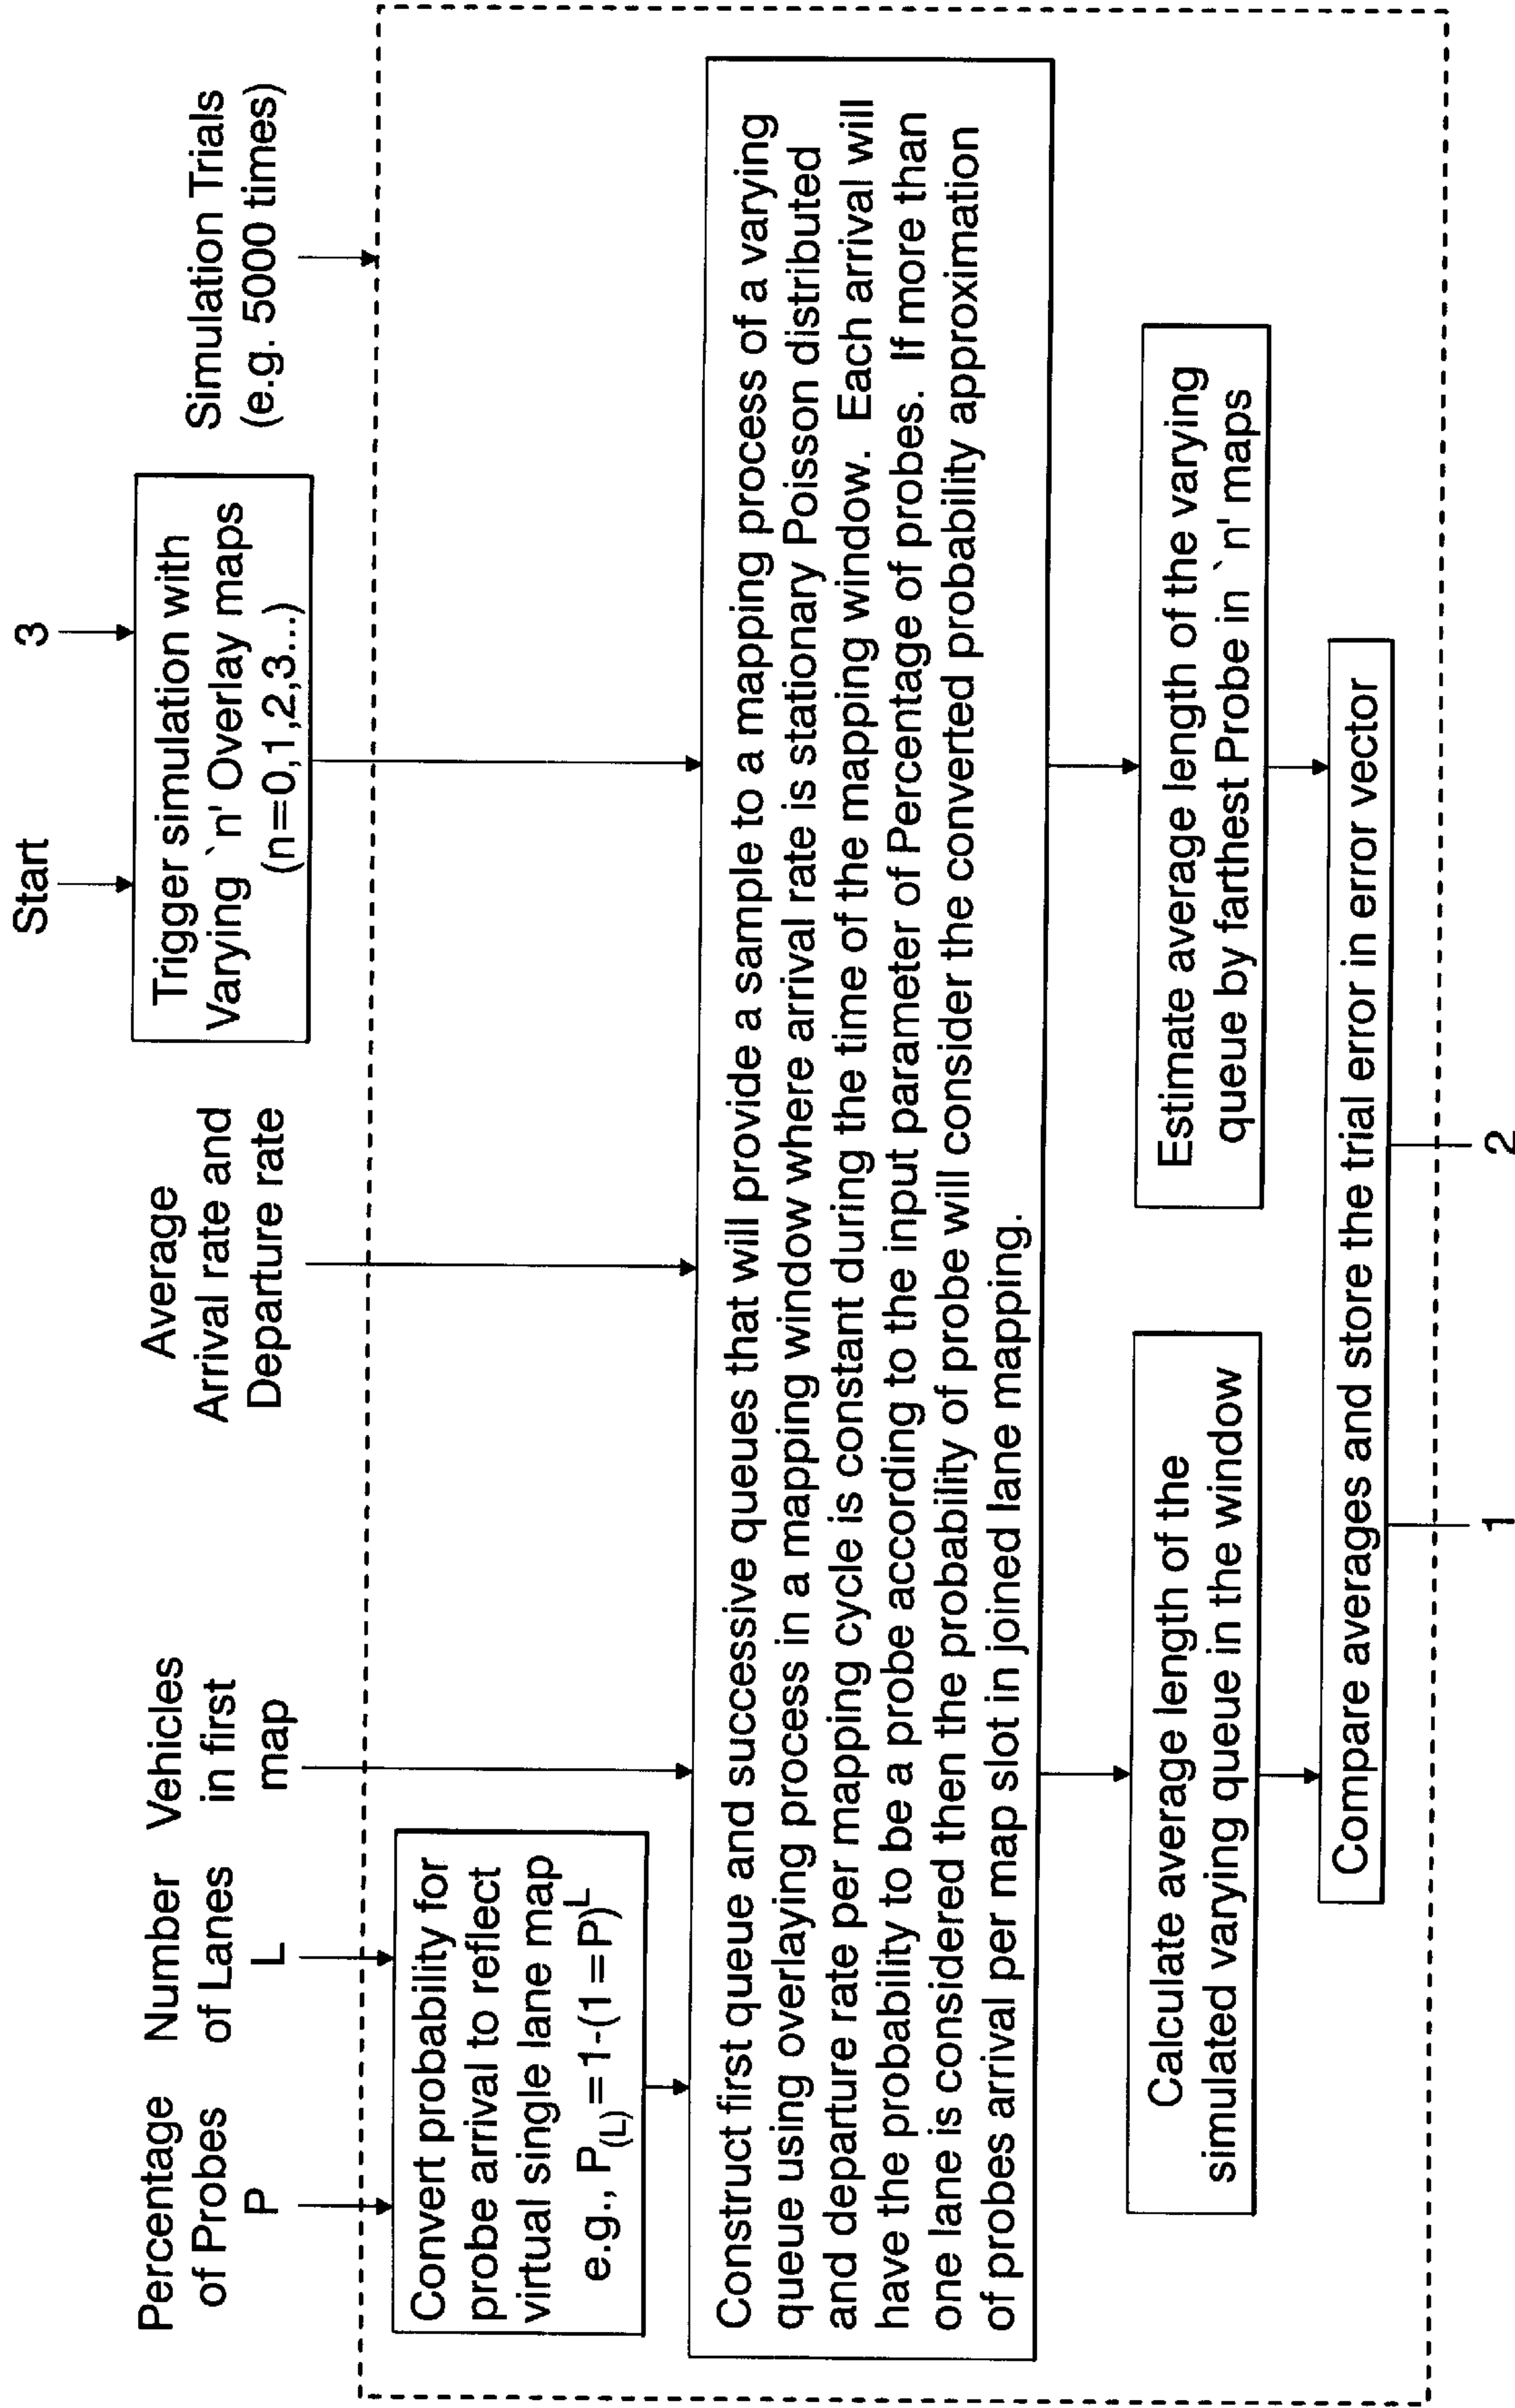 Start
3
Trigger simulation with
Varying `n' Overlay maps
(n=0,1,2,3...)
Simulation Trials
(e.g. 5000 times)
Percentage
of Probes
P
Number
of Lanes
L
Vehicles
in first
map
Average
Arrival rate and
Departure rate
Convert probability for
probe arrival to reflect
virtual single lane map
e.g., P(L)=1-(1=P)L
Construct first queue and successive queues that will provide a sample to a mapping process of a varying
queue using overlaying process in a mapping window where arrival rate is stationary Poisson distributed
and departure rate per mapping cycle is constant during the time of the mapping window. Each arrival will
have the probability to be a probe according to the input parameter of Percentage of probes. If more than
one lane is considered then the probability of probe will consider the converted probability approximation
of probes arrival per map slot in joined lane mapping.
Calculate average length of the
simulated varying queue in the window
Estimate average length of the varying
queue by farthest Probe in `n' maps
Compare averages and store the trial error in error vector
1
2